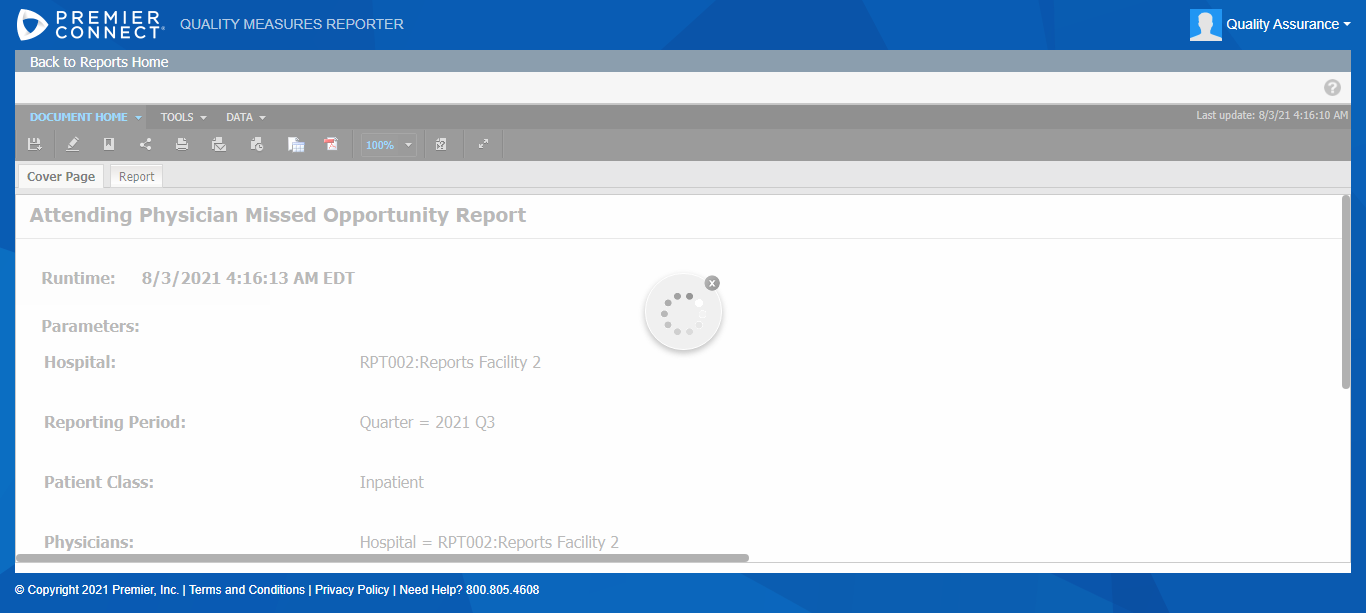 PREMIER CONNECT® QUALITY MEASURES REPORTER
Quality Assurance
Back to Reports Home
?
DOCUMENT HOME TOOLS DATA Last update: 8/3/21 4:16:10 AM
100%
Cover Page Report
Attending Physician Missed Opportunity Report
x
Runtime: 8/3/2021 4:16:13 AM EDT
Parameters:
Hospital: RPT002:Reports Facility 2
Reporting Period: Quarter = 2021 Q3
Patient Class: Inpatient
Physicians: Hospital = RPT002:Reports Facility 2
© Copyright 2021 Premier, Inc. | Terms and Conditions | Privacy Policy | Need Help? 800.805.4608